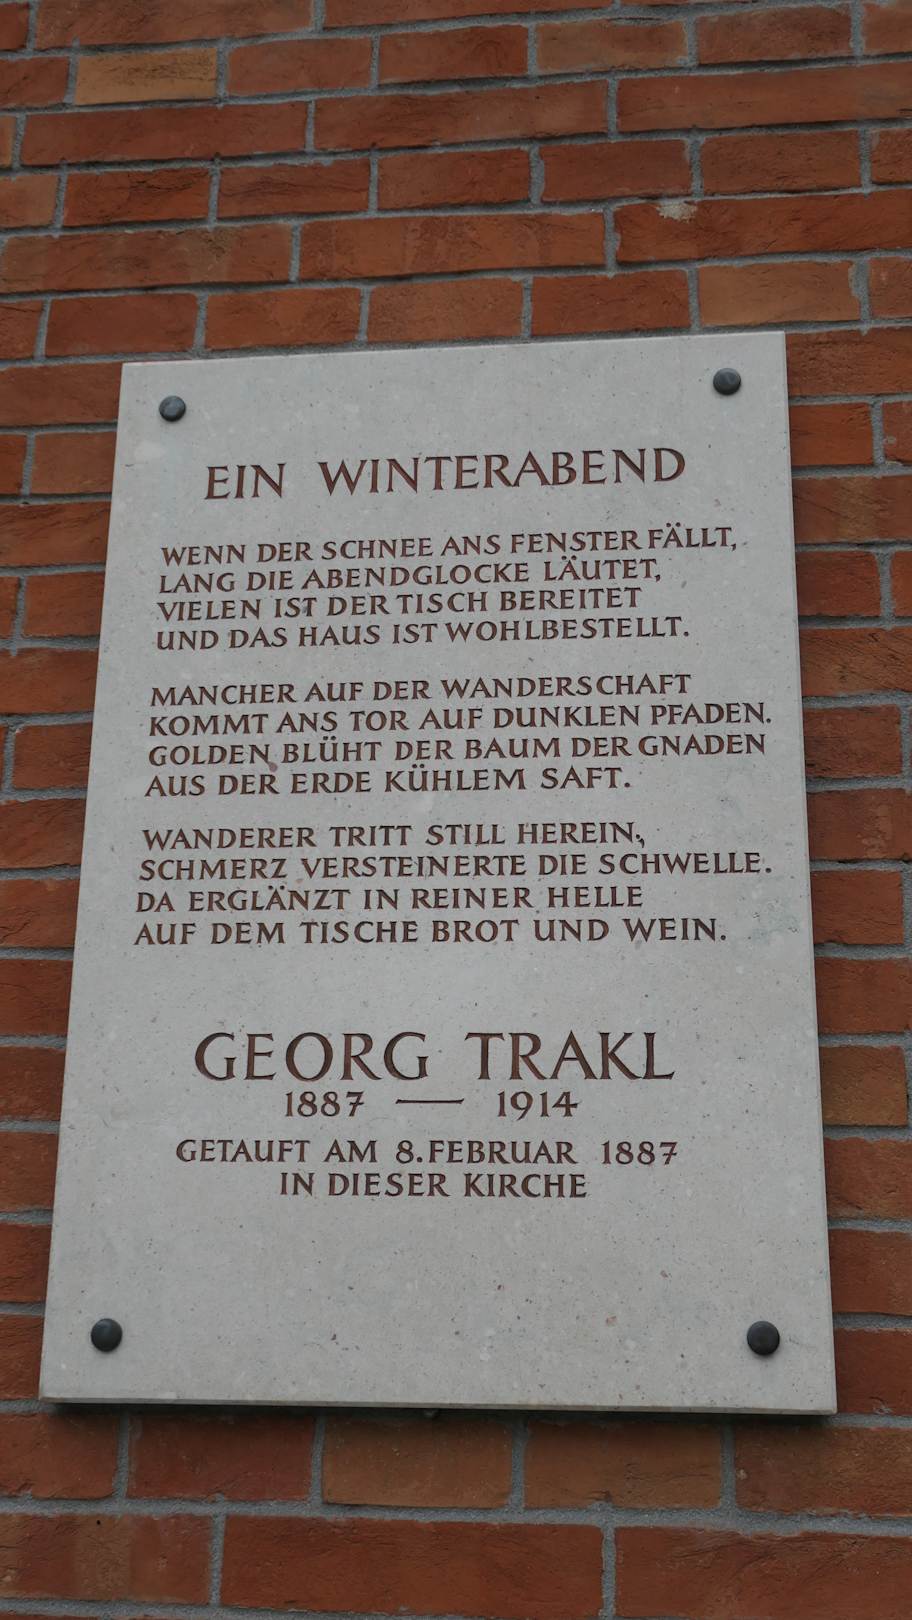 EIN WINTERABEND
WENN DER SCHNEE ANS FENSTER FÄLLT,
LANG DIE ABENDGLOCKE LÄUTET,
VIELEN IST DER TISCH BEREITET
UND DAS HAUS IST WOHLBESTELLT.
MANCHER AUF DER WANDERSCHAFT
KOMMT ANS TOR AUF DUNKLEN PFADEN.
GOLDEN BLÜHT DER BAUM DER GNADEN
AUS DER ERDE KÜHLEM SAFT.
WANDERER TRITT STILL HEREIN;
SCHMERZ VERSTEINERTE DIE SCHWELLE.
DA ERGLÄNZT IN REINER HELLE
AUF DEM TISCHE BROT UND WEIN.
GEORG TRAKL
1887 — 1914
GETAUFT AM 8.FEBRUAR 1887
IN DIESER KIRCHE